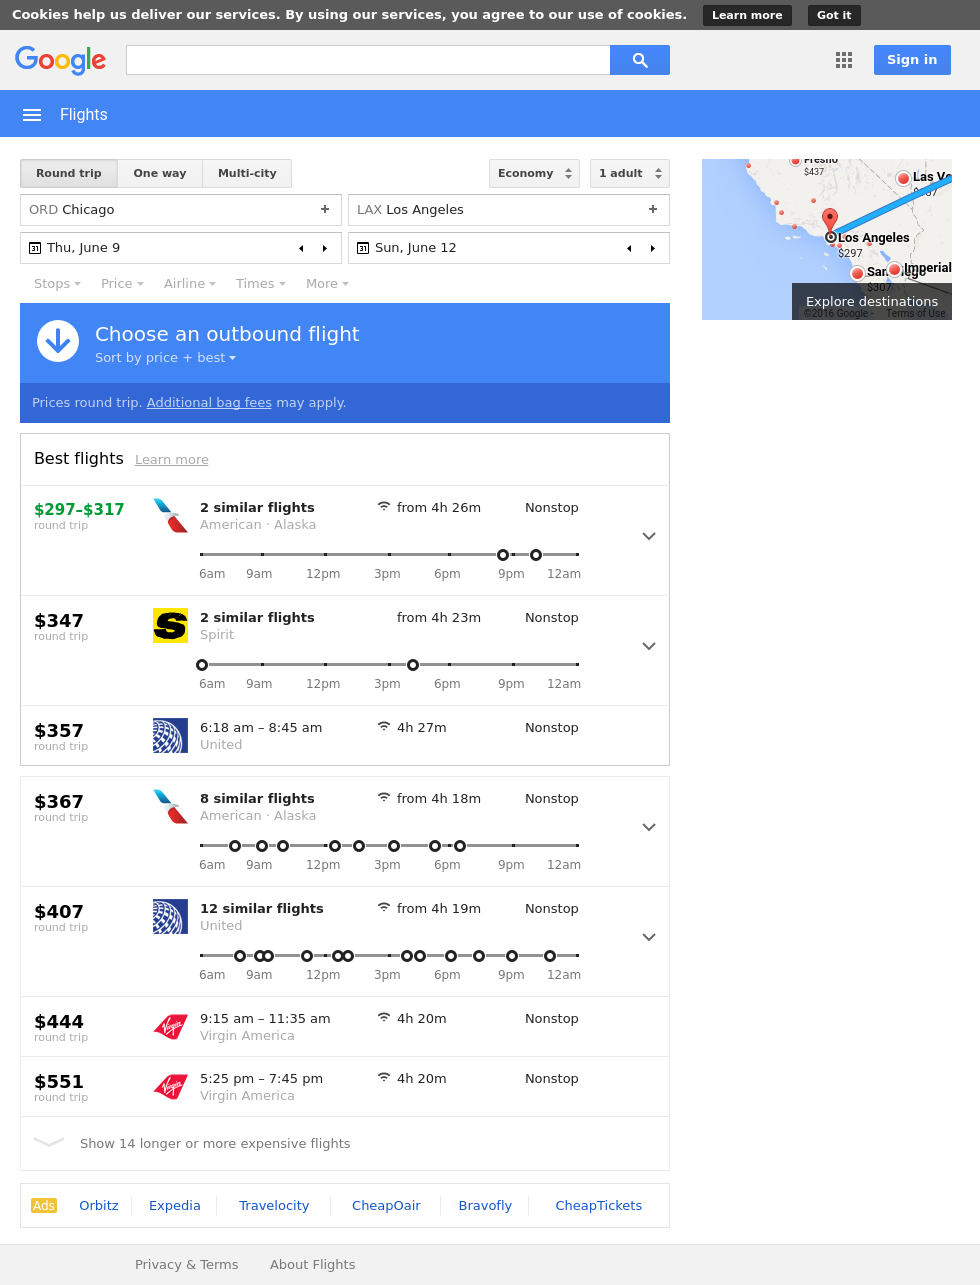 Cookies help us deliver our services. By using our services, you agree to our use of cookies. Learn more Got it
Google Sign in
Flights
Round trip One way Multi-city Economy 1 adult
ORD Chicago + LAX Los Angeles +
31 Thu, June 9 31 Sun, June 12
Stops Price Airline Times More
Fresno
$437
Las Ve
Los Angeles
$297
Imperial
$307
Explore destinations
©2016 Google - Terms of Use
Choose an outbound flight
Sort by price + best
Prices round trip. Additional bag fees may apply.
Best flights Learn more
$297–$317 2 similar flights from 4h 26m Nonstop
round trip American · Alaska
6am 9am 12pm 3pm 6pm 9pm 12am
$347 2 similar flights from 4h 23m Nonstop
round trip Spirit
6am 9am 12pm 3pm 6pm 9pm 12am
$357 6:18 am – 8:45 am 4h 27m Nonstop
round trip United
$367 8 similar flights from 4h 18m Nonstop
round trip American · Alaska
6am 9am 12pm 3pm 6pm 9pm 12am
$407 12 similar flights from 4h 19m Nonstop
round trip United
6am 9am 12pm 3pm 6pm 9pm 12am
$444 9:15 am – 11:35 am 4h 20m Nonstop
round trip Virgin America
$551 5:25 pm – 7:45 pm 4h 20m Nonstop
round trip Virgin America
Show 14 longer or more expensive flights
Ads Orbitz Expedia Travelocity CheapOair Bravofly CheapTickets
Privacy & Terms About Flights